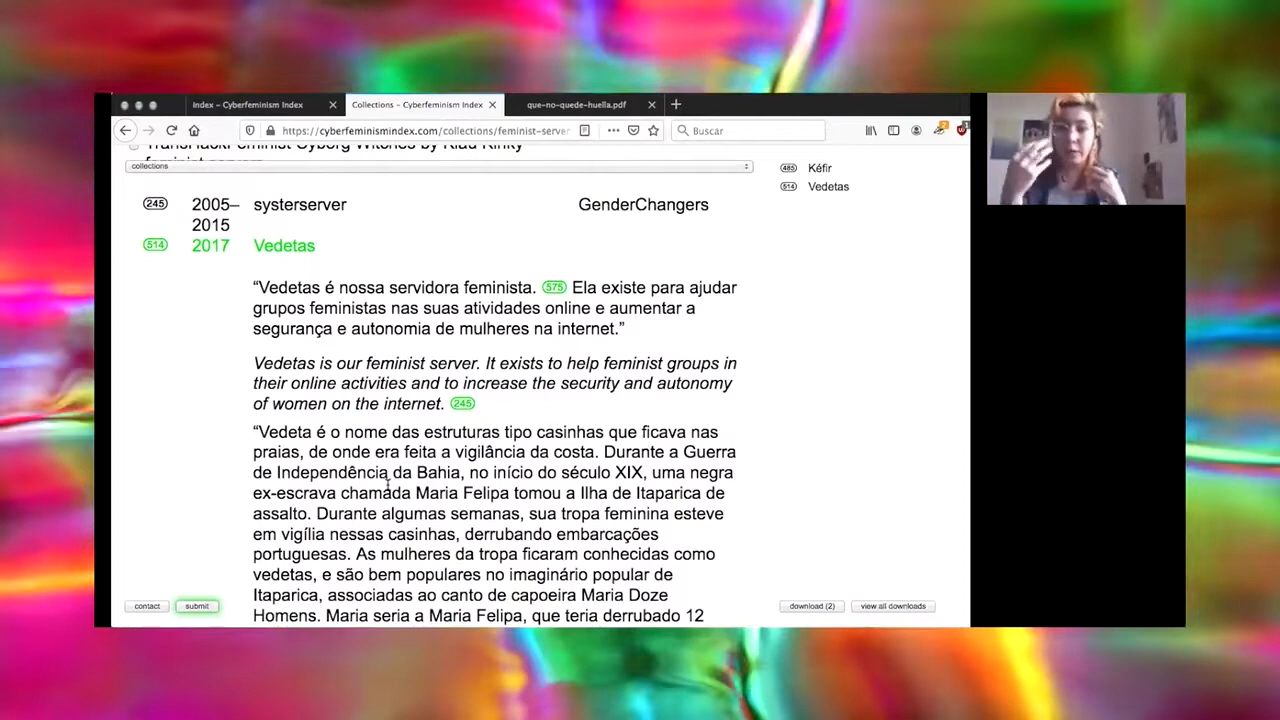 Index – Cyberfeminism Index
Collections – Cyberfeminism Index
que-no-quede-huella.pdf
https://cyberfeminismindex.com/collections/feminist-server
Buscar
2
TransHackFeminist Cyborg Witches by Klau Kinky
feminist servers
collections
485 Kéfir
514 Vedetas
245 2005–2015 systerserver GenderChangers
514 2017 Vedetas
“Vedetas é nossa servidora feminista. 575 Ela existe para ajudar
grupos feministas nas suas atividades online e aumentar a
segurança e autonomia de mulheres na internet.”
Vedetas is our feminist server. It exists to help feminist groups in
their online activities and to increase the security and autonomy
of women on the internet. 245
“Vedeta é o nome das estruturas tipo casinhas que ficava nas
praias, de onde era feita a vigilância da costa. Durante a Guerra
de Independência da Bahia, no início do século XIX, uma negra
ex-escrava chamada Maria Felipa tomou a Ilha de Itaparica de
assalto. Durante algumas semanas, sua tropa feminina esteve
em vigília nessas casinhas, derrubando embarcações
portuguesas. As mulheres da tropa ficaram conhecidas como
vedetas, e são bem populares no imaginário popular de
Itaparica, associadas ao canto de capoeira Maria Doze
Homens. Maria seria a Maria Felipa, que teria derrubado 12
contact
submit
download (2)
view all downloads